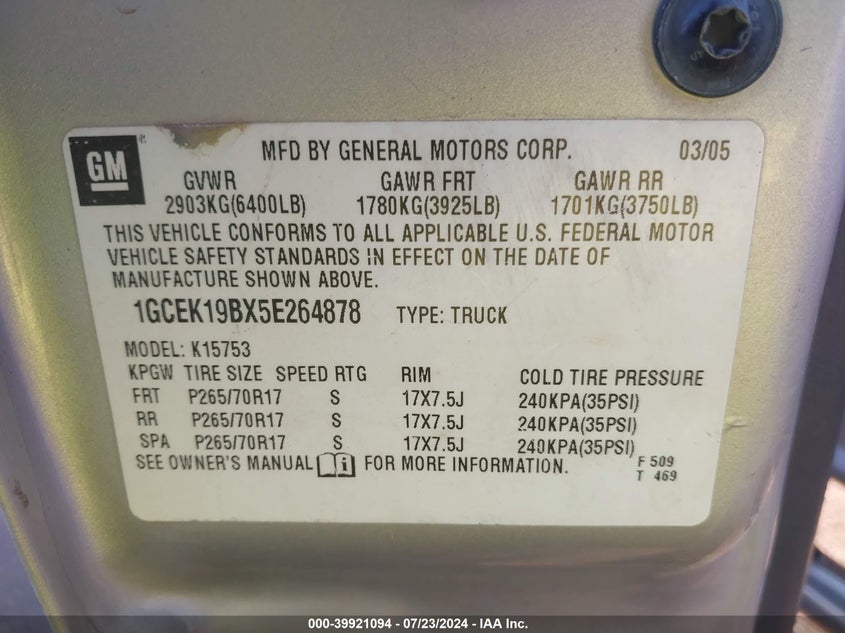 GM
MFD BY GENERAL MOTORS CORP. 03/05
GVWR GAWR FRT GAWR RR
2903KG(6400LB) 1780KG(3925LB) 1701KG(3750LB)
THIS VEHICLE CONFORMS TO ALL APPLICABLE U.S. FEDERAL MOTOR
VEHICLE SAFETY STANDARDS IN EFFECT ON THE DATE OF
MANUFACTURE SHOWN ABOVE.
1GCEK19BX5E264878 TYPE: TRUCK
MODEL: K15753
KPGW TIRE SIZE SPEED RTG RIM COLD TIRE PRESSURE
FRT P265/70R17 S 17X7.5J 240KPA(35PSI)
RR P265/70R17 S 17X7.5J 240KPA(35PSI)
SPA P265/70R17 S 17X7.5J 240KPA(35PSI)
SEE OWNER'S MANUAL i FOR MORE INFORMATION. F 509
T 469
000-39921094 / 07/23/2024 - IAA Inc.